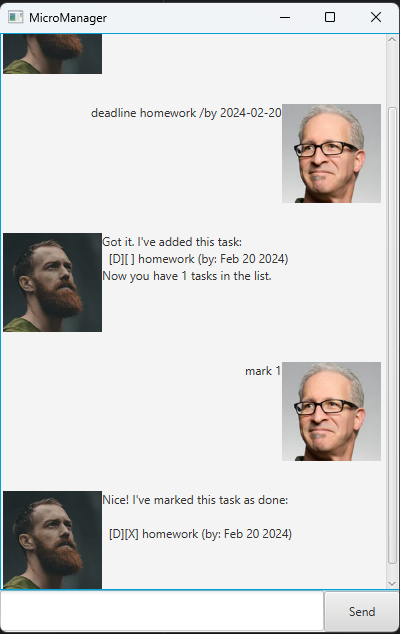 MicroManager
deadline homework /by 2024-02-20
Got it. I've added this task:
[D][ ] homework (by: Feb 20 2024)
Now you have 1 tasks in the list.
mark 1
Nice! I've marked this task as done:
[D][X] homework (by: Feb 20 2024)
Send